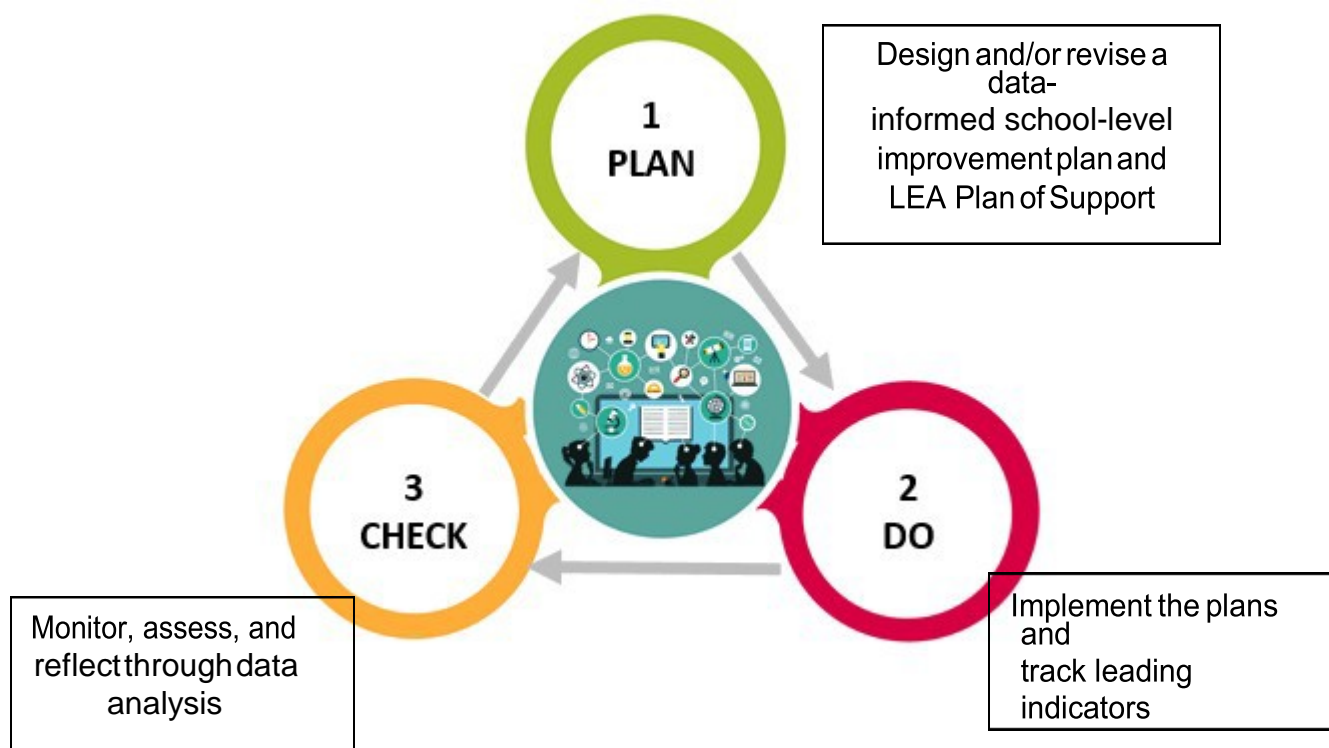 1
PLAN
Design and/or revise a
data-
informed school-level
improvement plan and
LEA Plan of Support
3
CHECK
2
DO
Monitor, assess, and
reflect through data
analysis
Implement the plans
and
track leading
indicators